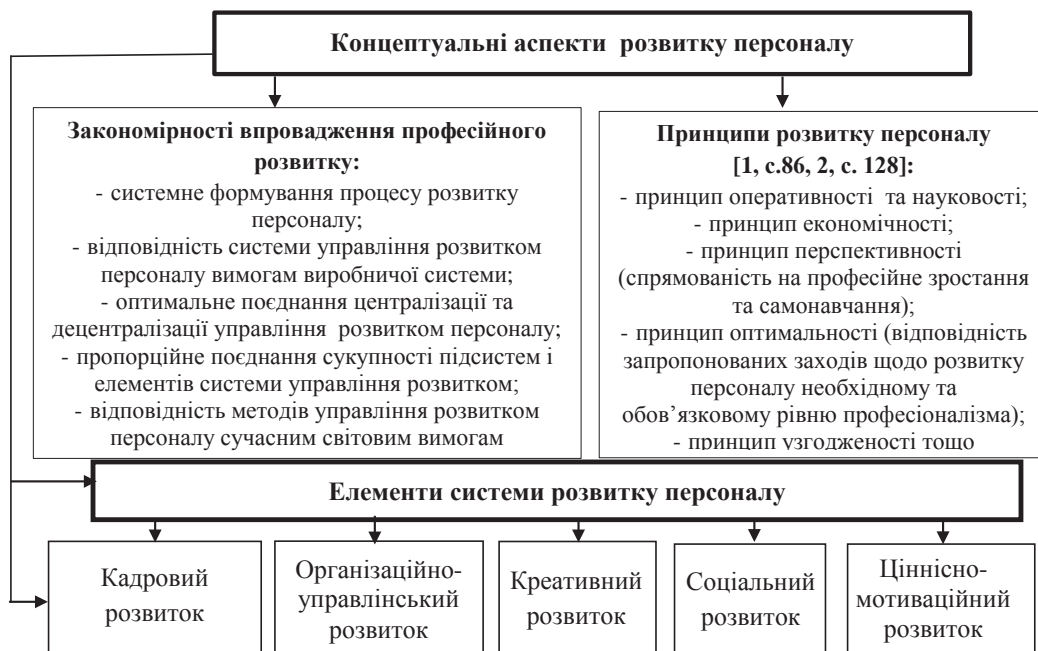 Концептуальні аспекти розвитку персоналу
Закономірності впровадження професійного
розвитку:
- системне формування процесу розвитку
персоналу;
- відповідність системи управління розвитком
персоналу вимогам виробничої системи;
- оптимальне поєднання централізації та
децентралізації управління розвитком персоналу;
- пропорційне поєднання сукупності підсистем і
елементів системи управління розвитком;
- відповідність методів управління розвитком
персоналу сучасним світовим вимогам
Принципи розвитку персоналу
[1, с.86, 2, с. 128]:
- принцип оперативності та науковості;
- принцип економічності;
- принцип перспективності
(спрямованість на професійне зростання
та самонавчання);
- принцип оптимальності (відповідність
запропонованих заходів щодо розвитку
персоналу необхідному та
обов’язковому рівню професіоналізма);
- принцип узгодженості тощо
Елементи системи розвитку персоналу
Кадровий
розвиток
Організаційно-
управлінський
розвиток
Креативний
розвиток
Соціальний
розвиток
Ціннісно-
мотиваційний
розвиток